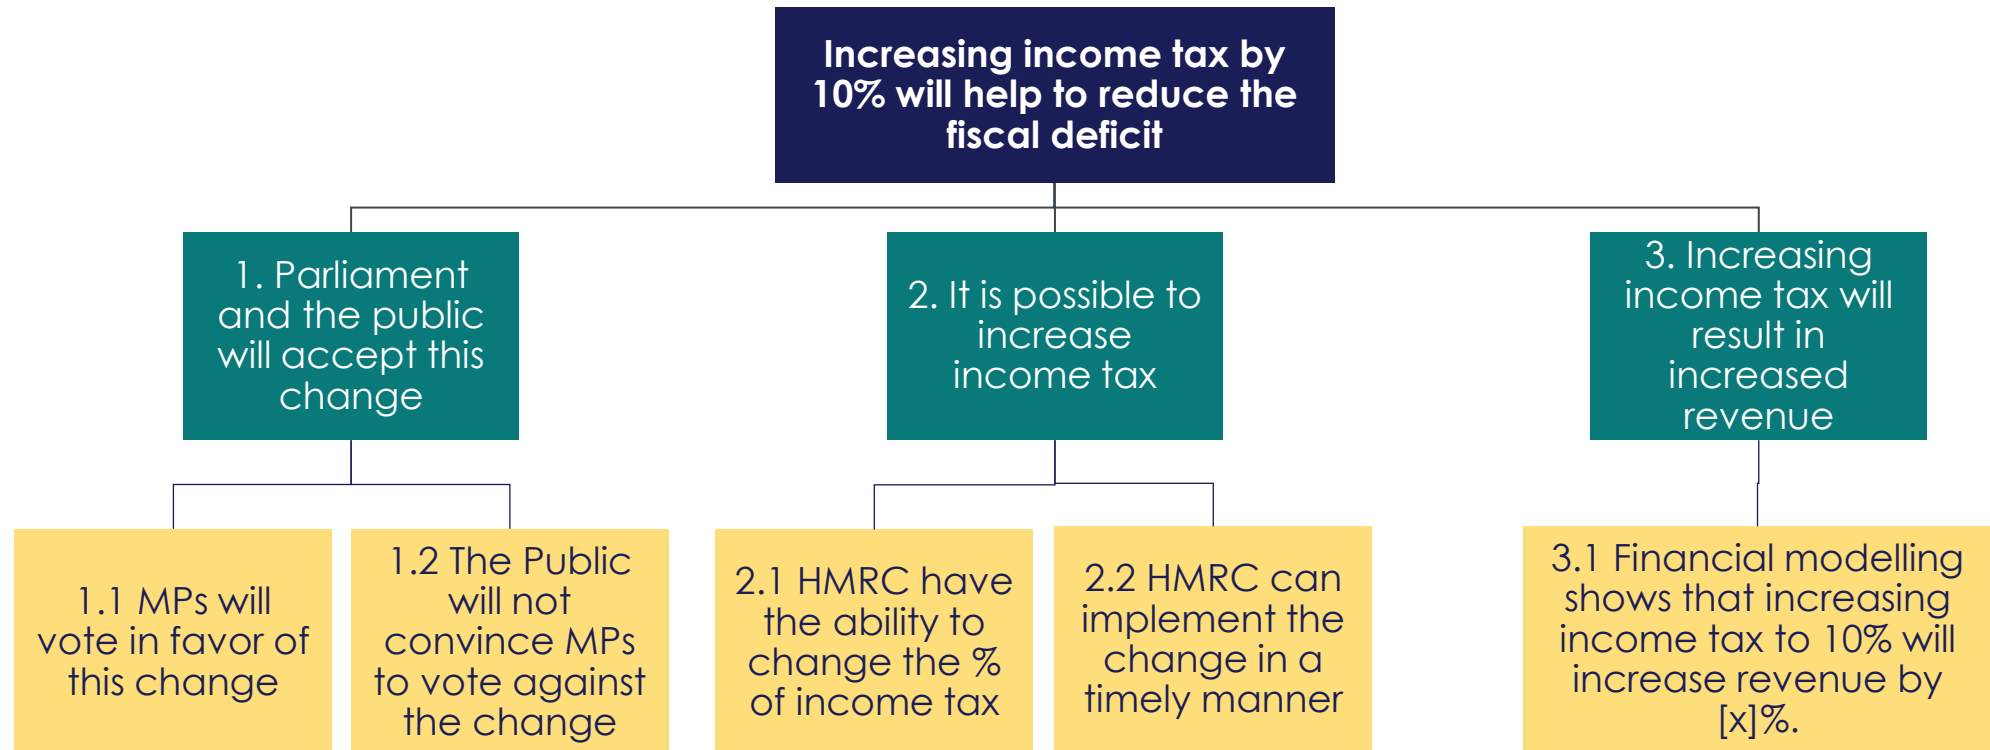 Increasing income tax by
10% will help to reduce the
fiscal deficit
1. Parliament
and the public
will accept this
change
2. It is possible to
increase
income tax
3. Increasing
income tax will
result in
increased
revenue
1.1 MPs will
vote in favor of
this change
1.2 The Public
will not
convince MPs
to vote against
the change
2.1 HMRC have
the ability to
change the %
of income tax
2.2 HMRC can
implement the
change in a
timely manner
3.1 Financial modelling
shows that increasing
income tax to 10% will
increase revenue by
[x]%.